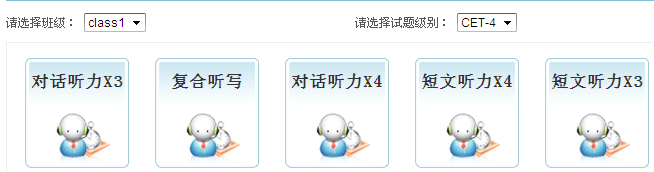 请选择班级： class1 请选择试题级别： CET-4
对话听力X3 复合听写 对话听力X4 短文听力X4 短文听力X3